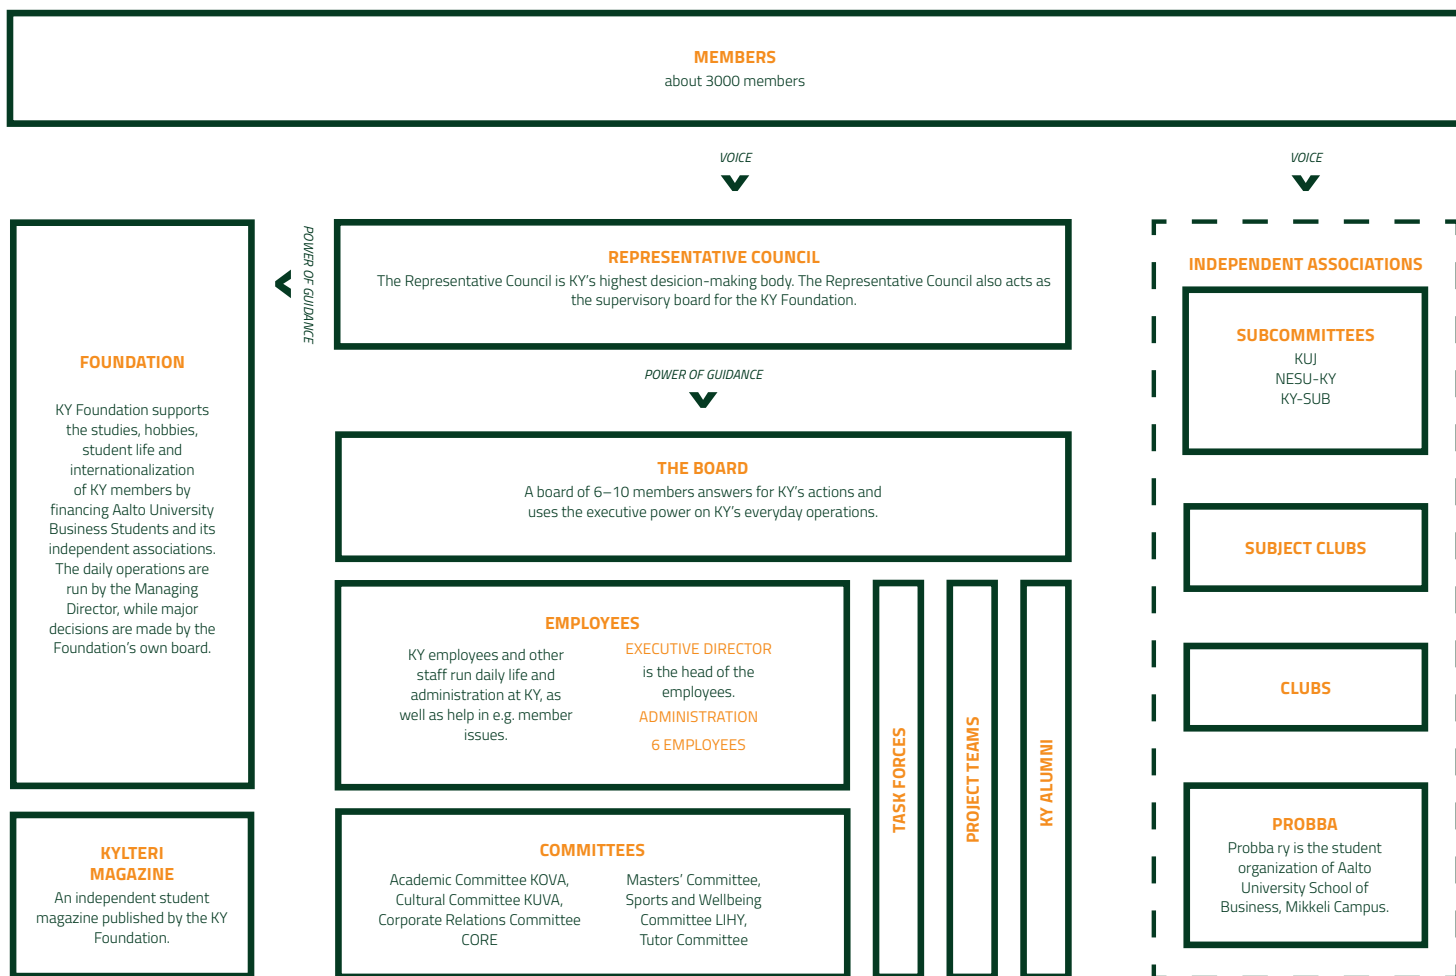 MEMBERS
about 3000 members
VOICE
VOICE
POWER OF GUIDANCE
FOUNDATION
KY Foundation supports
the studies, hobbies,
student life and
internationalization
of KY members by
financing Aalto University
Business Students and its
independent associations.
The daily operations are
run by the Managing
Director, while major
decisions are made by the
Foundation's own board.
KYLTERI
MAGAZINE
An independent student
magazine published by the KY
Foundation.
REPRESENTATIVE COUNCIL
The Representative Council is KY's highest desicion-making body. The Representative Council also acts as
the supervisory board for the KY Foundation.
POWER OF GUIDANCE
THE BOARD
A board of 6–10 members answers for KY's actions and
uses the executive power on KY's everyday operations.
EMPLOYEES
KY employees and other
staff run daily life and
administration at KY, as
well as help in e.g. member
issues.
EXECUTIVE DIRECTOR
is the head of the
employees.
ADMINISTRATION
6 EMPLOYEES
COMMITTEES
Academic Committee KOVA,
Cultural Committee KUVA,
Corporate Relations Committee
CORE
Masters' Committee,
Sports and Wellbeing
Committee LIHY,
Tutor Committee
TASK FORCES
PROJECT TEAMS
KY ALUMNI
INDEPENDENT ASSOCIATIONS
SUBCOMMITTEES
KUJ
NESU-KY
KY-SUB
SUBJECT CLUBS
CLUBS
PROBBA
Probba ry is the student
organization of Aalto
University School of
Business, Mikkeli Campus.